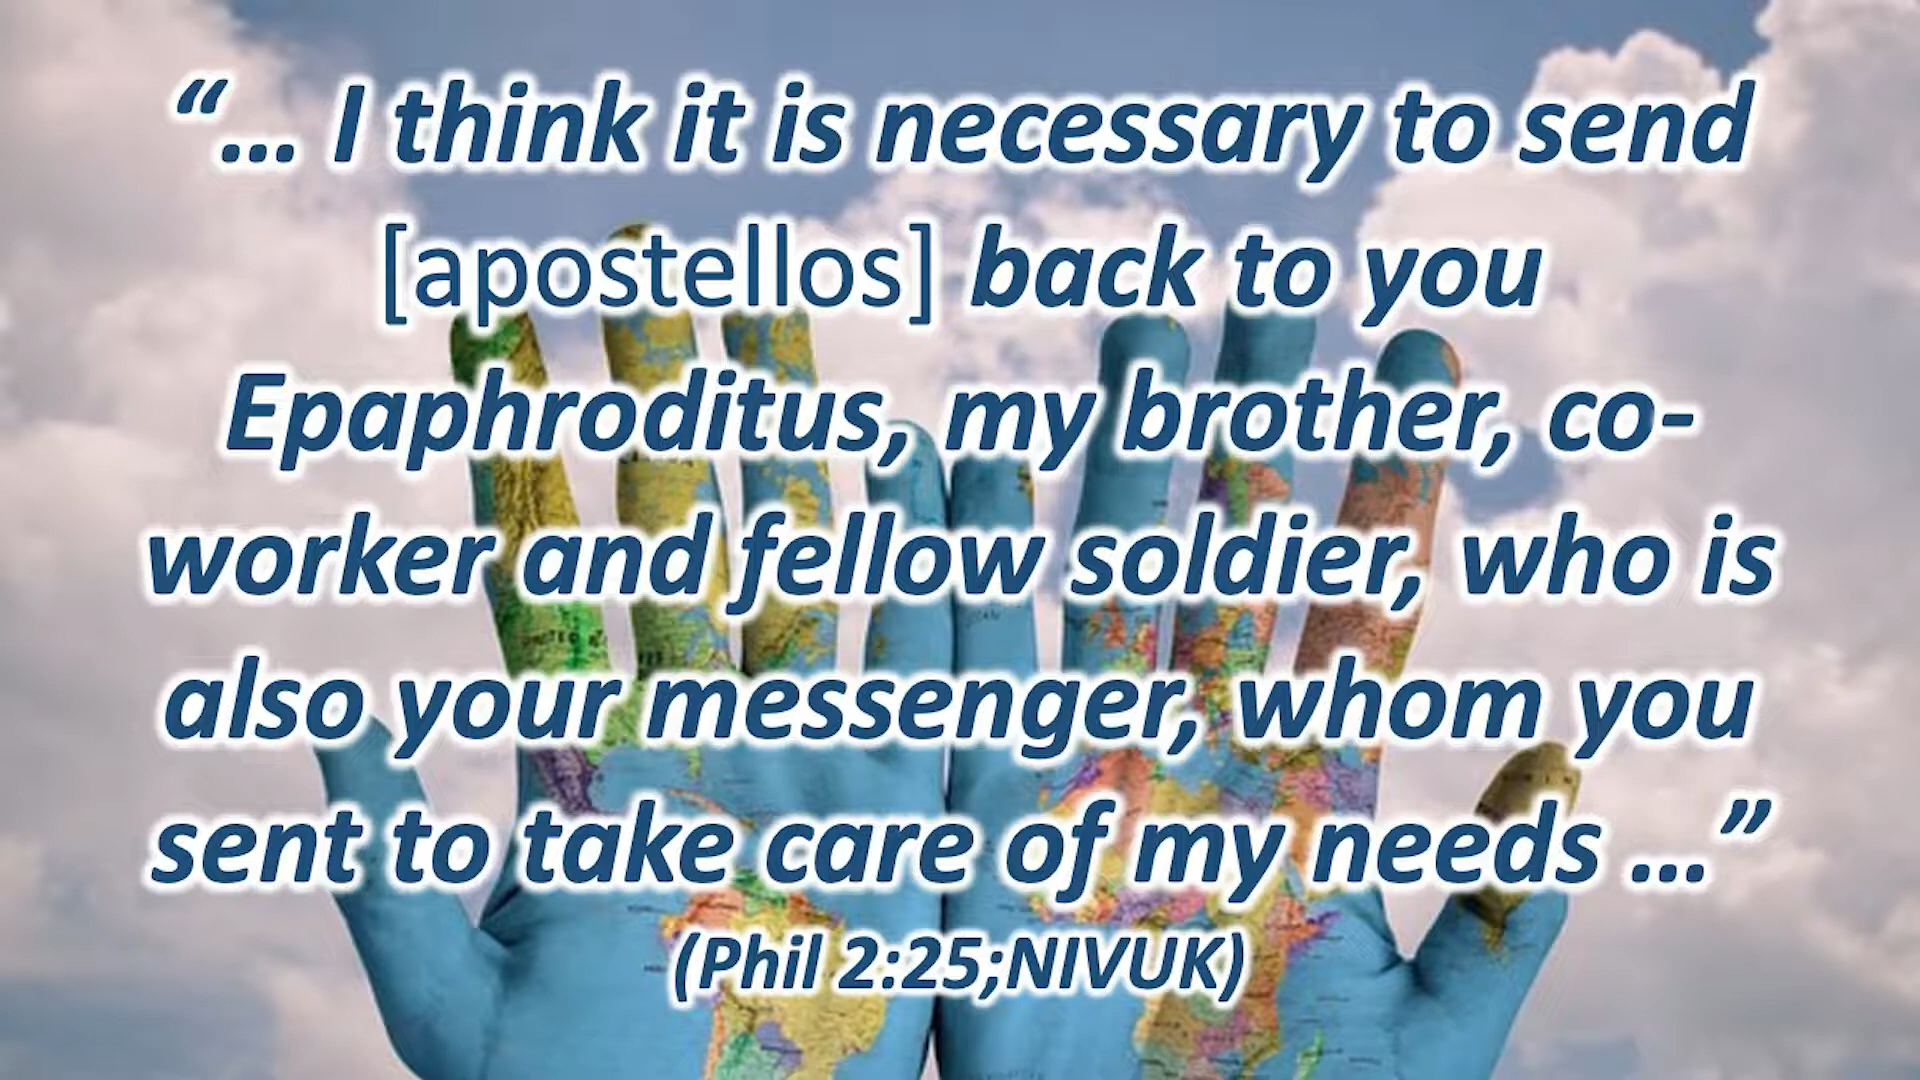 “… I think it is necessary to send
[apostellos] back to you
Epaphroditus, my brother, co-
worker and fellow soldier, who is
also your messenger, whom you
sent to take care of my needs …”
(Phil 2:25;NIVUK)